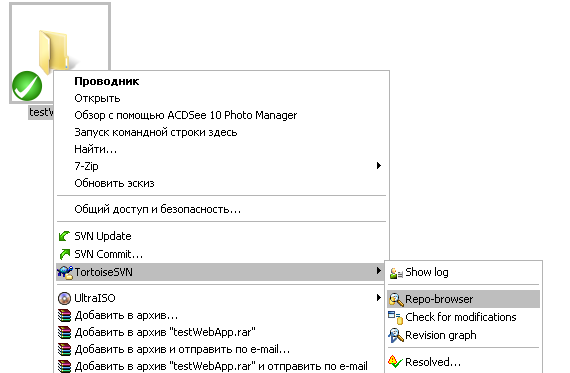 testW
Проводник
Открыть
Обзор с помощью ACDSee 10 Photo Manager
Запуск командной строки здесь
Найти...
7-Zip
Обновить эскиз
Общий доступ и безопасность...
SVN Update
SVN Commit...
TortoiseSVN
UltraISO
Добавить в архив...
Добавить в архив "testWebApp.rar"
Добавить в архив и отправить по e-mail...
Добавить в архив "testWebApp.rar" и отправить по e-mail
Show log
Repo-browser
Check for modifications
Revision graph
Resolved...